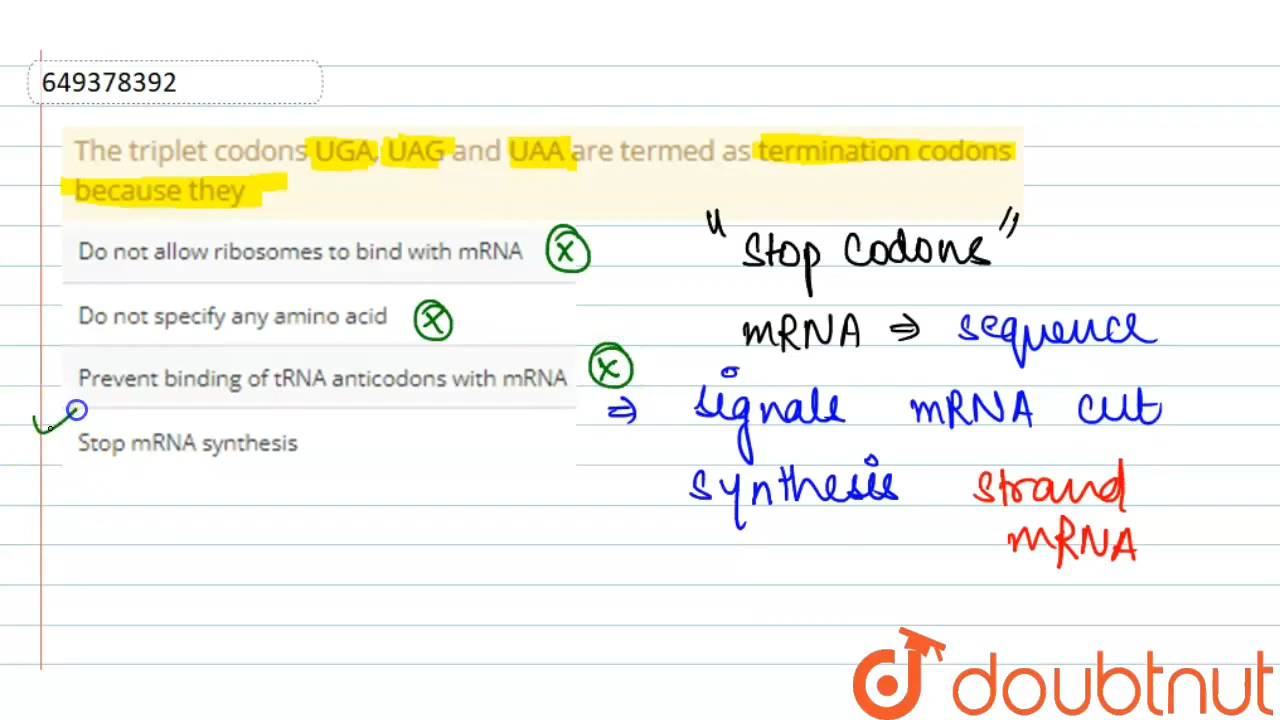 649378392
The triplet codons UGA, UAG and UAA are termed as termination codons
because they
Do not allow ribosomes to bind with mRNA X
Do not specify any amino acid X
Prevent binding of tRNA anticodons with mRNA X
Stop mRNA synthesis
"Stop Codons"
mRNA ⇒ sequence
⇒ signals mRNA cut
synthesis strand
mRNA
doubtnut